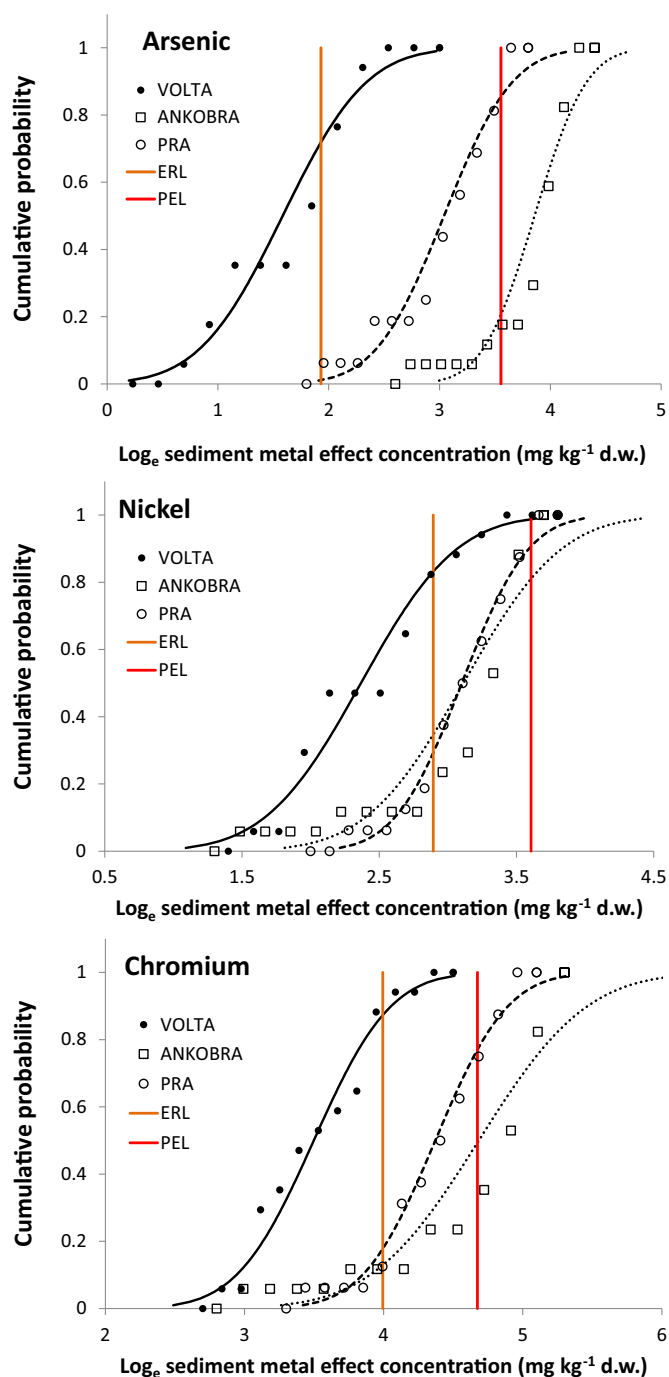 Arsenic
VOLTA
ANKOBRA
PRA
ERL
PEL
Cumulative probability
1
0.8
0.6
0.4
0.2
0
0 1 2 3 4 5
Logₑ sediment metal effect concentration (mg kg⁻¹ d.w.)
Nickel
VOLTA
ANKOBRA
PRA
ERL
PEL
Cumulative probability
1
0.8
0.6
0.4
0.2
0
0.5 1.5 2.5 3.5 4.5
Logₑ sediment metal effect concentration (mg kg⁻¹ d.w.)
Chromium
VOLTA
ANKOBRA
PRA
ERL
PEL
Cumulative probability
1
0.8
0.6
0.4
0.2
0
2 3 4 5 6
Logₑ sediment metal effect concentration (mg kg⁻¹ d.w.)